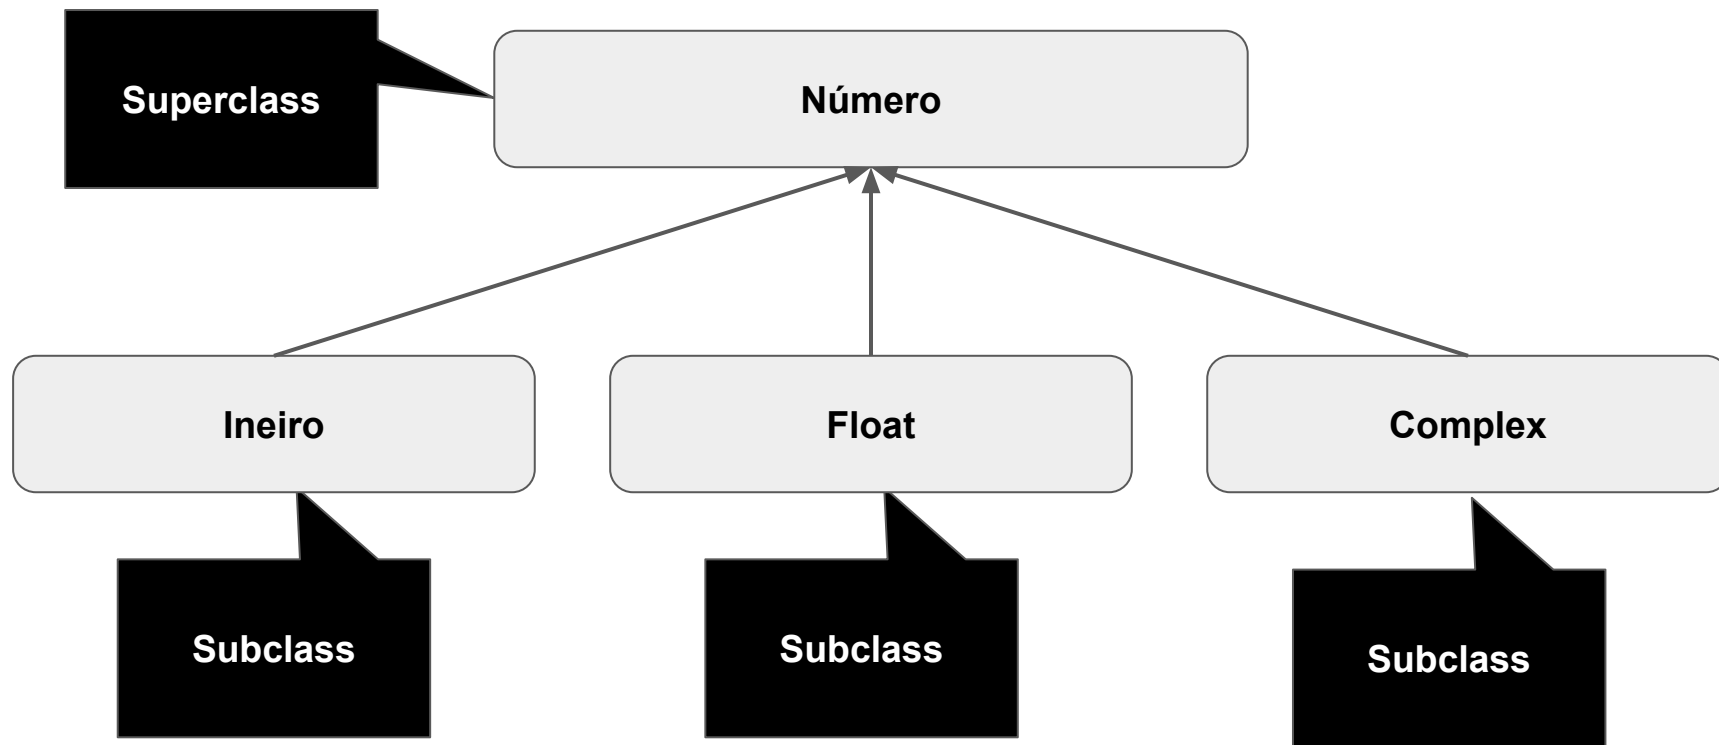 Superclass
Número
Ineiro
Float
Complex
Subclass
Subclass
Subclass